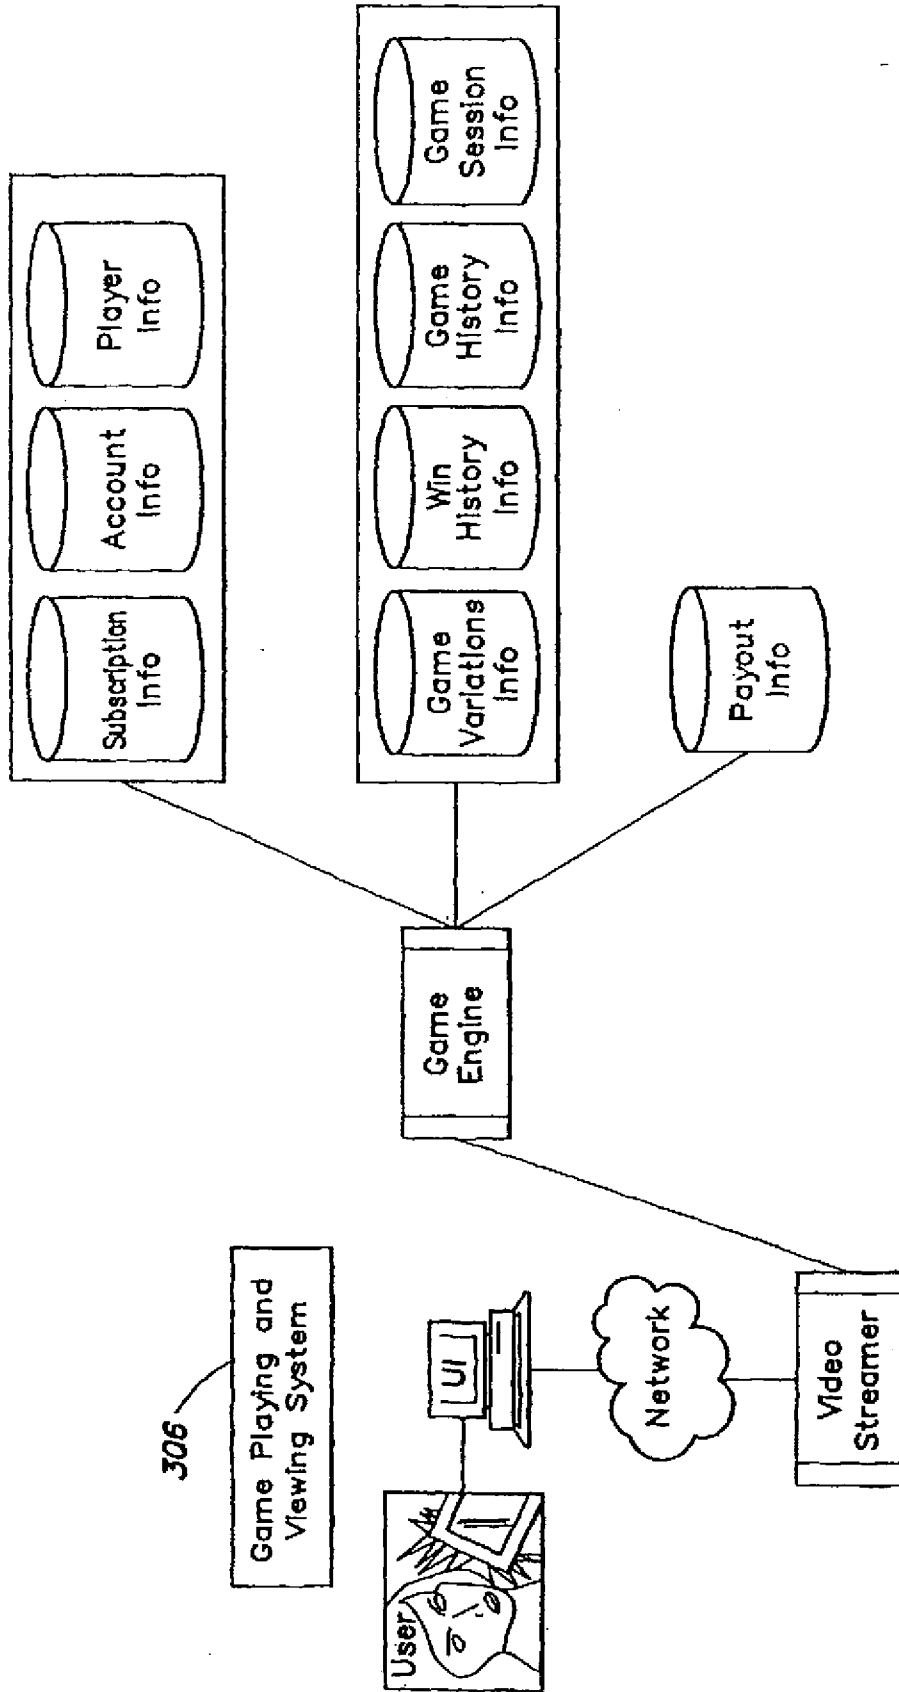 306
Game Playing and
Viewing System
User
UI
Network
Video
Streamer
Game
Engine
Subscription
Info
Account
Info
Player
Info
Game
Variations
Info
Win
History
Info
Game
History
Info
Game
Session
Info
Payout
Info